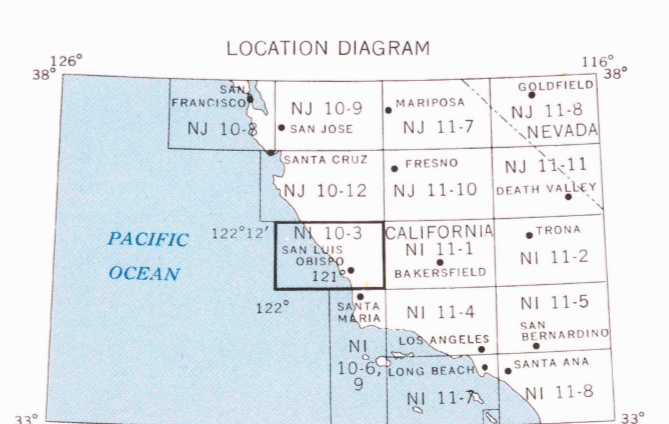 LOCATION DIAGRAM
126° 116°
38° 38°
SAN
FRANCISCO
NJ 10-8
NJ 10-9
SAN JOSE
MARIPOSA
NJ 11-7
GOLDFIELD
NJ 11-8
NEVADA
SANTA CRUZ
NJ 10-12
FRESNO
NJ 11-10
NJ 11-11
DEATH VALLEY
PACIFIC
OCEAN
122°12'
NI 10-3
SAN LUIS
OBISPO
121°
CALIFORNIA
NI 11-1
BAKERSFIELD
TRONA
NI 11-2
122°
SANTA
MARIA
NI 11-4
NI 11-5
SAN
BERNARDINO
LOS ANGELES
NI
10-6,
9
LONG BEACH
NI 11-7
SANTA ANA
NI 11-8
33° 33°